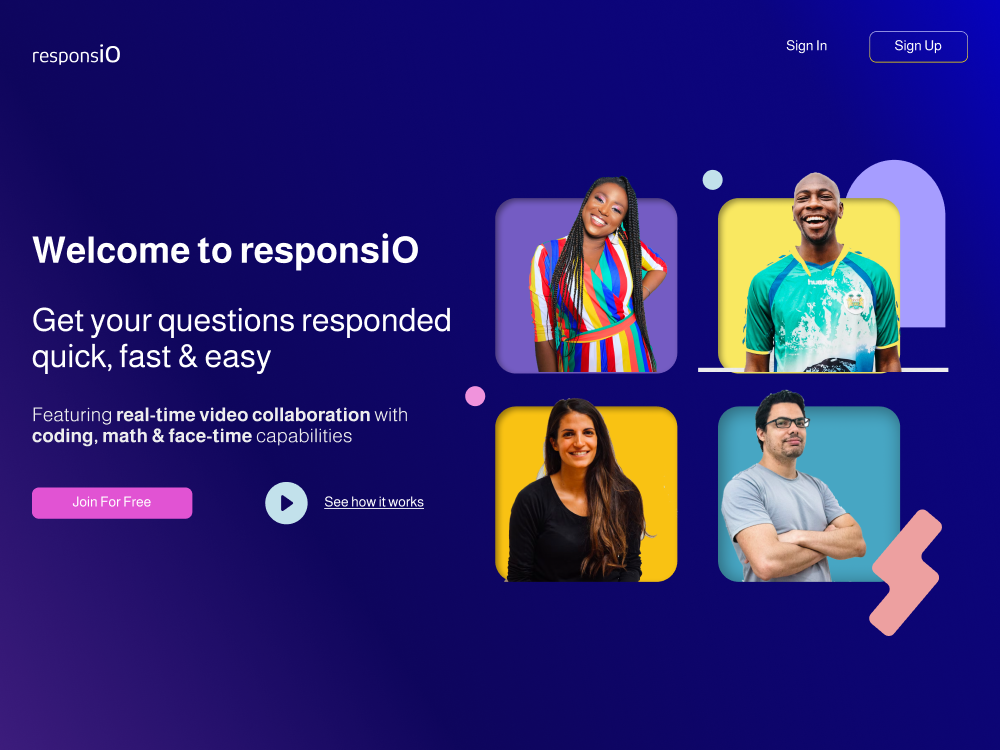 responsiO
Sign In
Sign Up
Welcome to responsiO
Get your questions responded
quick, fast & easy
Featuring real-time video collaboration with
coding, math & face-time capabilities
Join For Free
See how it works